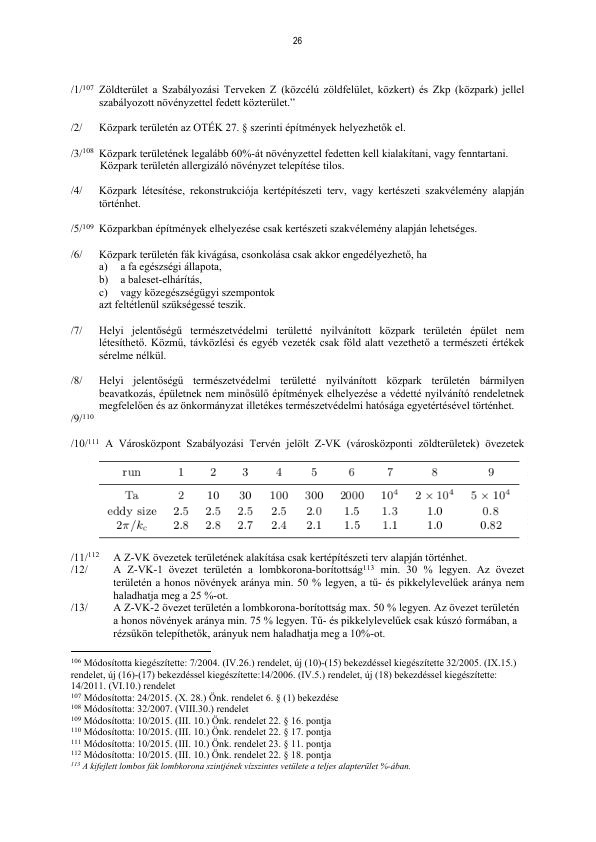 26
/1/107 Zöldterület a Szabályozási Terveken Z (közcélú zöldfelület, közkert) és Zkp (közpark) jellel
szabályozott növényzettel fedett közterület.”
/2/ Közpark területén az OTÉK 27. § szerinti építmények helyezhetők el.
/3/108 Közpark területének legalább 60%-át növényzettel fedetten kell kialakítani, vagy fenntartani.
Közpark területén allergizáló növényzet telepítése tilos.
/4/ Közpark létesítése, rekonstrukciója kertépítészeti terv, vagy kertészeti szakvélemény alapján
történhet.
/5/109 Közparkban építmények elhelyezése csak kertészeti szakvélemény alapján lehetséges.
/6/ Közpark területén fák kivágása, csonkolása csak akkor engedélyezhető, ha
a) a fa egészségi állapota,
b) a baleset-elhárítás,
c) vagy közegészségügyi szempontok
azt feltétlenül szükségessé teszik.
/7/ Helyi jelentőségű természetvédelmi területté nyilvánított közpark területén épület nem
létesíthető. Közmű, távközlési és egyéb vezeték csak föld alatt vezethető a természeti értékek
sérelme nélkül.
/8/ Helyi jelentőségű természetvédelmi területté nyilvánított közpark területén bármilyen
beavatkozás, épületnek nem minősülő építmények elhelyezése a védetté nyilvánító rendeletnek
megfelelően és az önkormányzat illetékes természetvédelmi hatósága egyetértésével történhet.
/9/110
/10/111 A Városközpont Szabályozási Tervén jelölt Z-VK (városközponti zöldterületek) övezetek
run 1 2 3 4 5 6 7 8 9
Ta 2 10 30 100 300 2000 10⁴ 2 × 10⁴ 5 × 10⁴
eddy size 2.5 2.5 2.5 2.5 2.0 1.5 1.3 1.0 0.8
2π/kc 2.8 2.8 2.7 2.4 2.1 1.5 1.1 1.0 0.82
/11/112 A Z-VK övezetek területének alakítása csak kertépítészeti terv alapján történhet.
/12/ A Z-VK-1 övezet területén a lombkorona-borítottság113 min. 30 % legyen. Az övezet
területén a honos növények aránya min. 50 % legyen, a tű- és pikkelylevelűek aránya nem
haladhatja meg a 25 %-ot.
/13/ A Z-VK-2 övezet területén a lombkorona-borítottság max. 50 % legyen. Az övezet területén
a honos növények aránya min. 75 % legyen. Tű- és pikkelylevelűek csak kúszó formában, a
rézsűkön telepíthetők, arányuk nem haladhatja meg a 10%-ot.
106 Módosította kiegészítette: 7/2004. (IV.26.) rendelet, új (10)-(15) bekezdéssel kiegészítette 32/2005. (IX.15.)
rendelet, új (16)-(17) bekezdéssel kiegészítette:14/2006. (IV.5.) rendelet, új (18) bekezdéssel kiegészítette:
14/2011. (VI.10.) rendelet
107 Módosította: 24/2015. (X. 28.) Önk. rendelet 6. § (1) bekezdése
108 Módosította: 32/2007. (VIII.30.) rendelet
109 Módosította: 10/2015. (III. 10.) Önk. rendelet 22. § 16. pontja
110 Módosította: 10/2015. (III. 10.) Önk. rendelet 22. § 17. pontja
111 Módosította: 10/2015. (III. 10.) Önk. rendelet 23. § 11. pontja
112 Módosította: 10/2015. (III. 10.) Önk. rendelet 22. § 18. pontja
113 A kifejlett lombos fák lombkorona szintjének vízszintes vetülete a teljes alapterület %-ában.